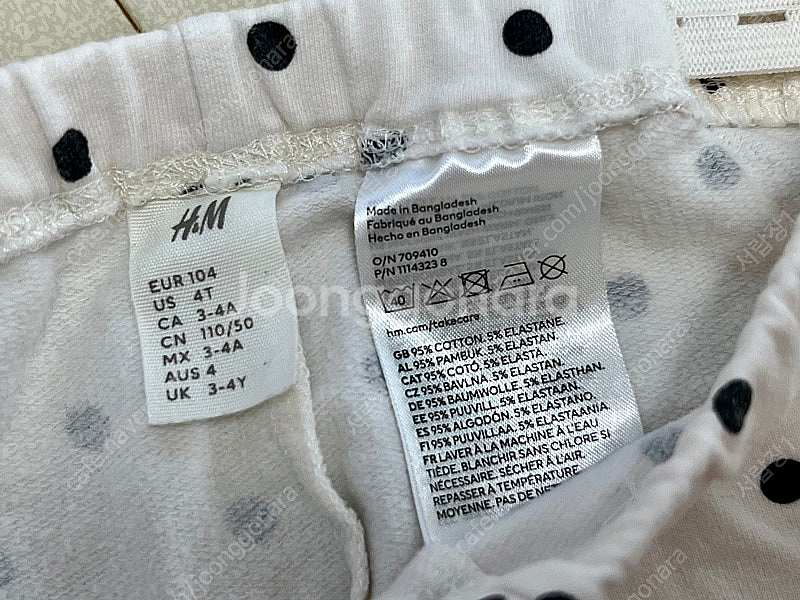 H&M
EUR 104
US 4T
CA 3-4A
CN 110/50
MX 3-4A
AUS 4
UK 3-4Y
Made in Bangladesh
Fabriqué au Bangladesh
Hecho en Bangladesh
O/N 709410
P/N 1114323 8
40
hm.com/takecare
GB 95% COTTON. 5% ELASTANE.
AL 95% PAMBUK. 5% ELASTAN.
CAT 95% COTÓ. 5% ELASTÀ.
CZ 95% BAVLNA. 5% ELASTAN.
DE 95% BAUMWOLLE. 5% ELASTHAN.
EE 95% PUUVILL. 5% ELASTAAN.
ES 95% ALGODÓN. 5% ELASTANO.
FI 95% PUUVILLAA. 5% ELASTAANIA.
FR LAVER À LA MACHINE À L'EAU
TIÈDE. BLANCHIR SANS CHLORE SI
NÉCESSAIRE. SÉCHER À L'AIR.
REPASSER À TEMPÉRATURE
MOYENNE. PAS DE
joonggonara